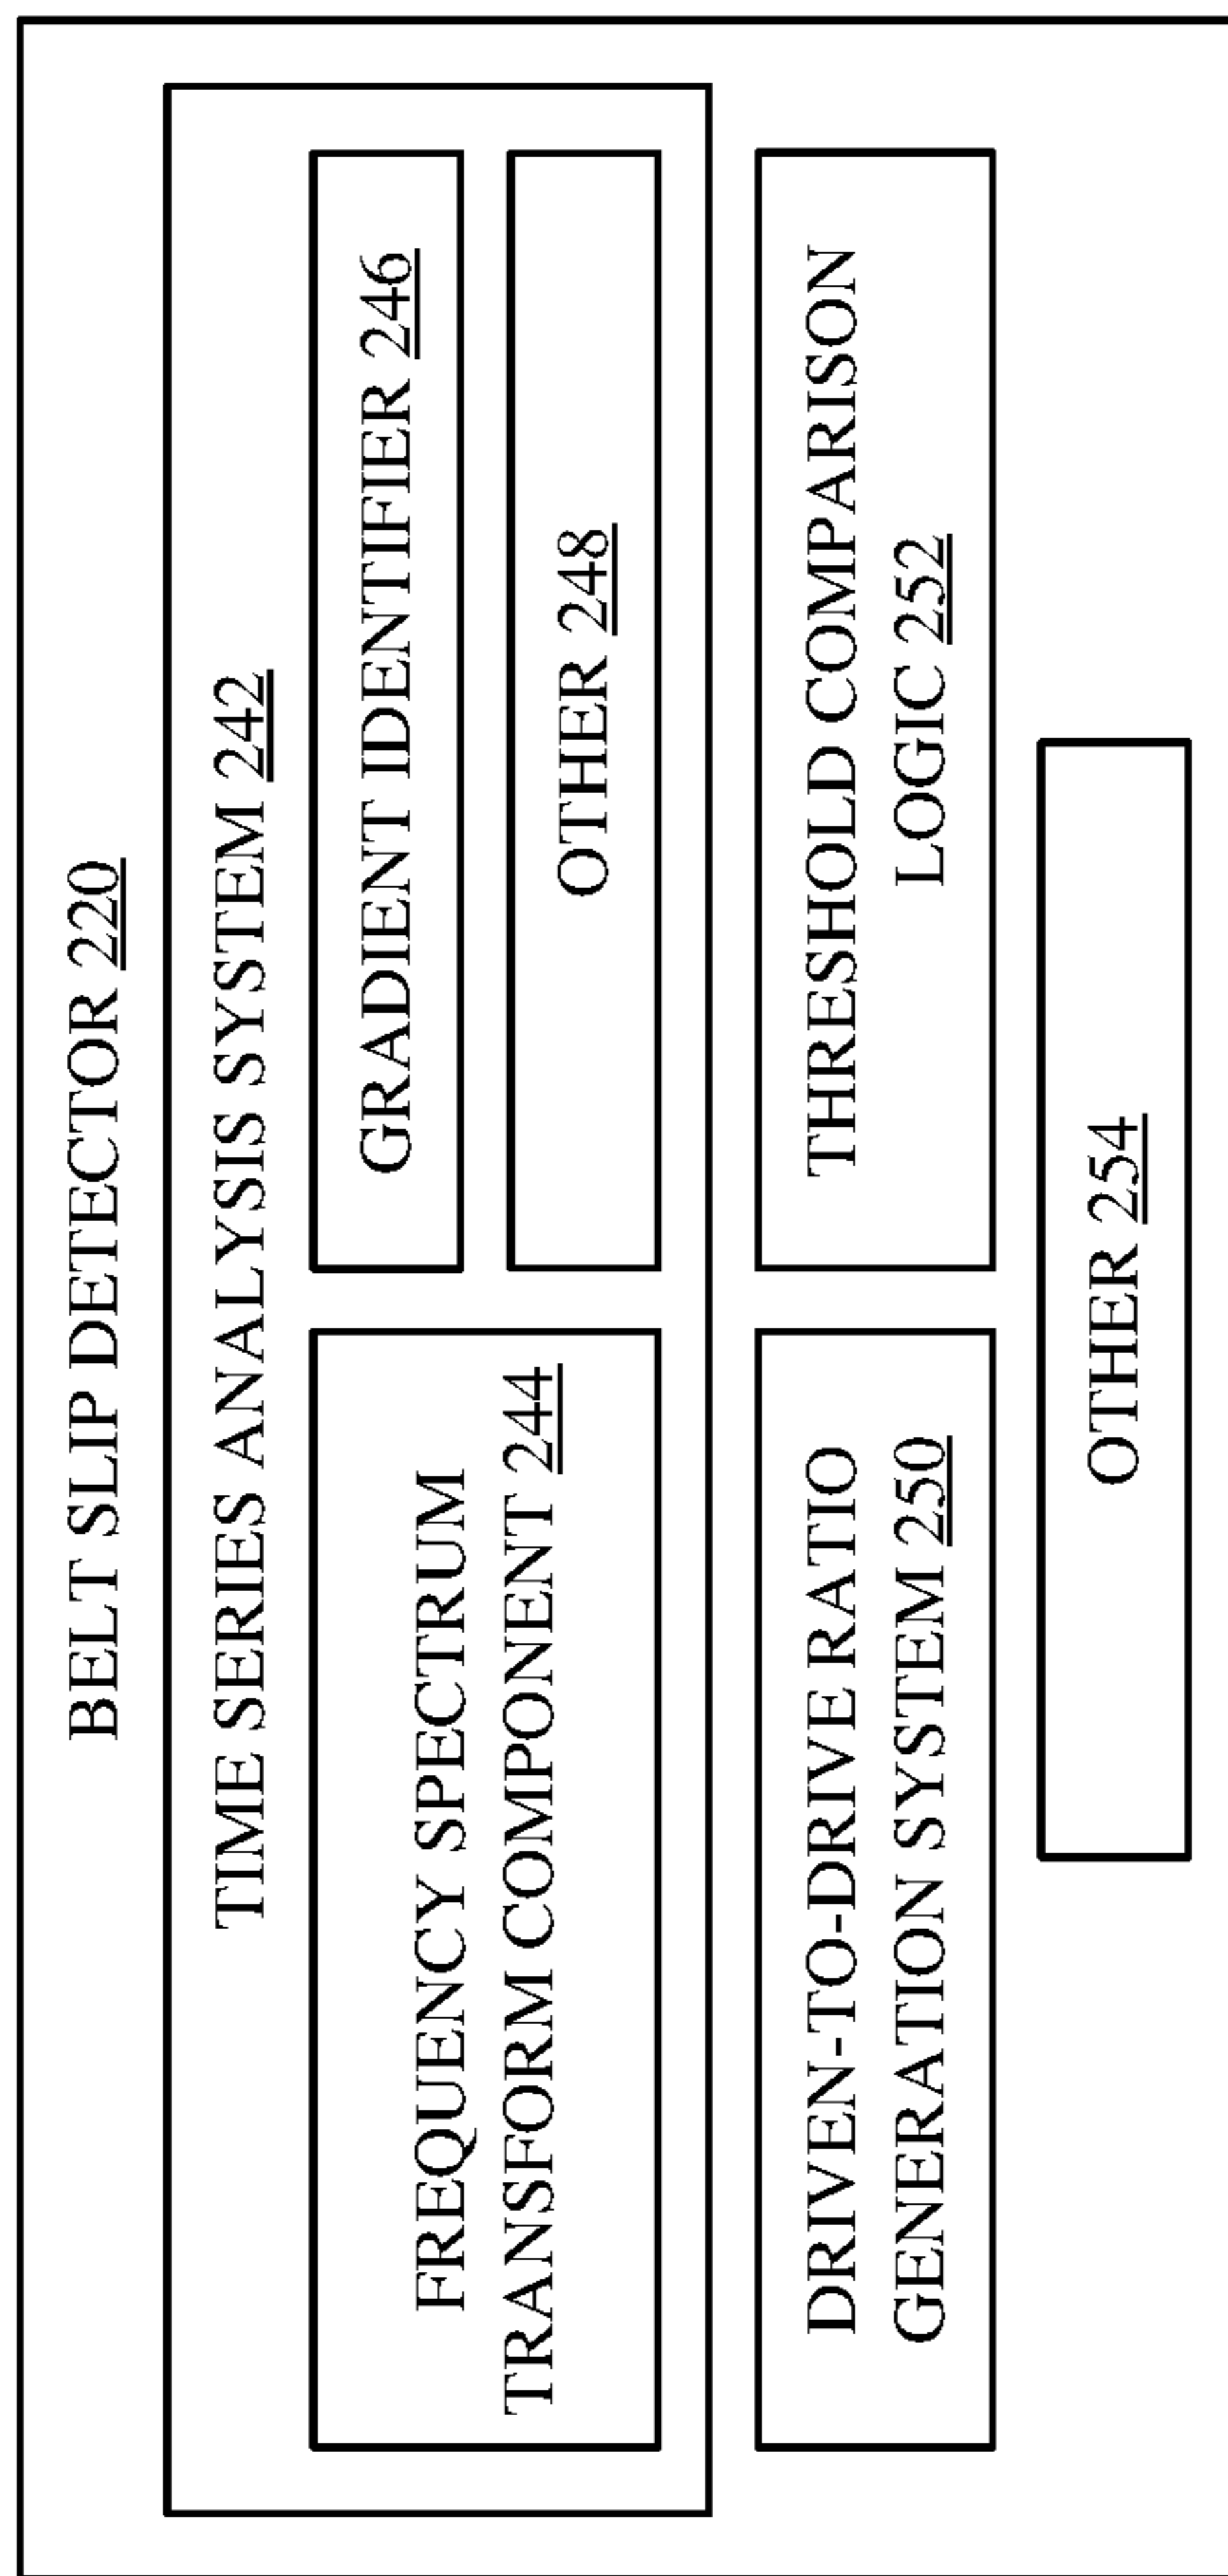 BELT SLIP DETECTOR 220
TIME SERIES ANALYSIS SYSTEM 242
FREQUENCY SPECTRUM
TRANSFORM COMPONENT 244
GRADIENT IDENTIFIER 246
OTHER 248
DRIVEN-TO-DRIVE RATIO
GENERATION SYSTEM 250
THRESHOLD COMPARISON
LOGIC 252
OTHER 254